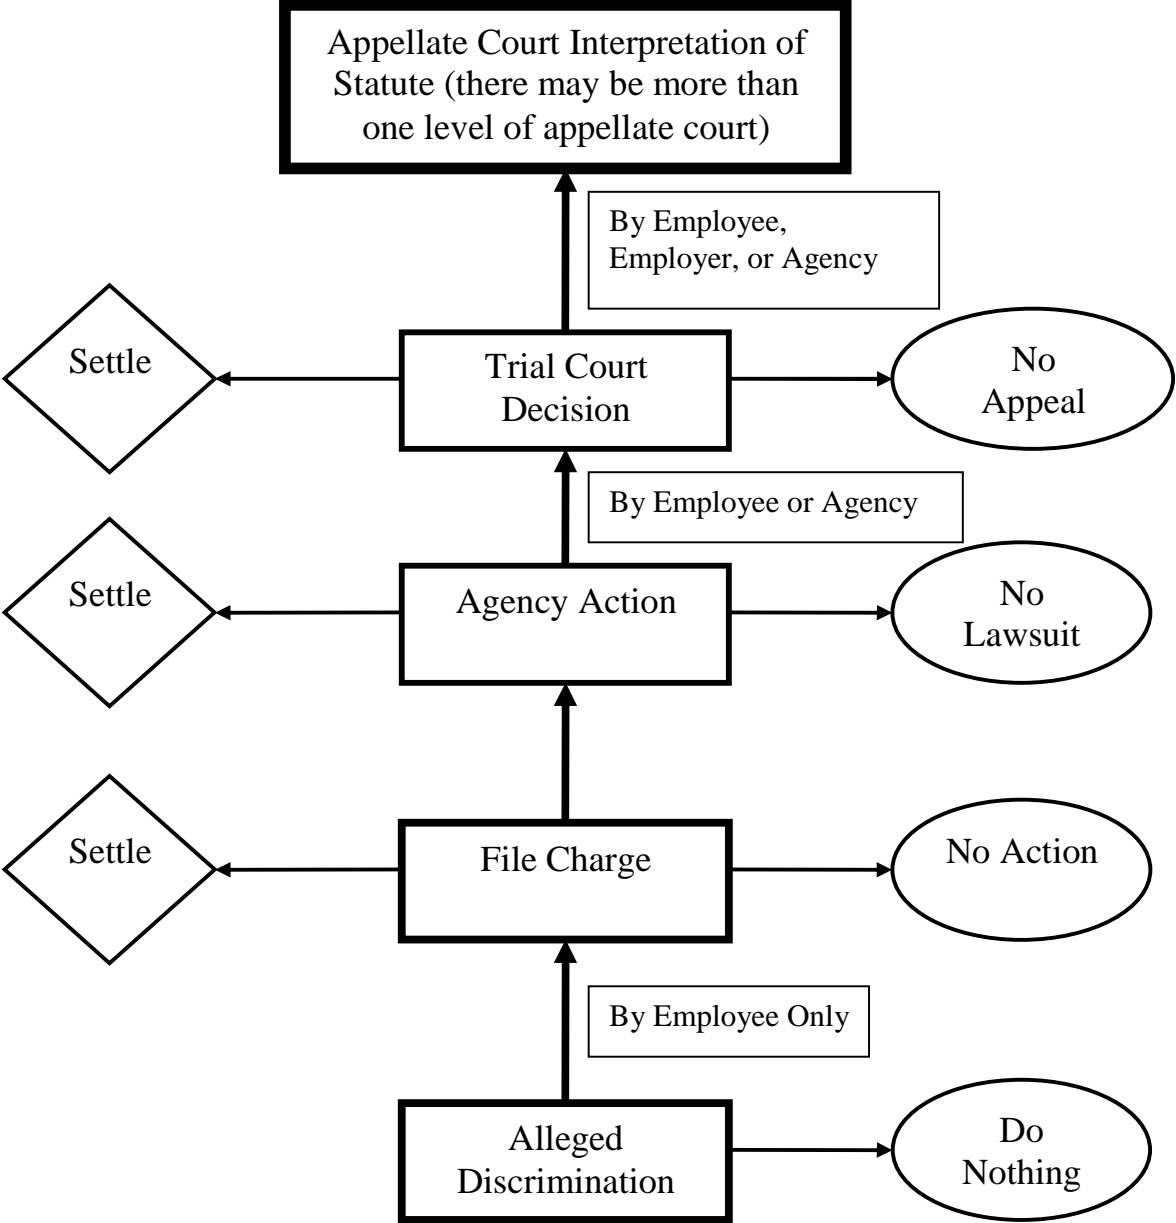 Appellate Court Interpretation of
Statute (there may be more than
one level of appellate court)
By Employee,
Employer, or Agency
Settle
Trial Court
Decision
No
Appeal
By Employee or Agency
Settle
Agency Action
No
Lawsuit
Settle
File Charge
No Action
By Employee Only
Alleged
Discrimination
Do
Nothing